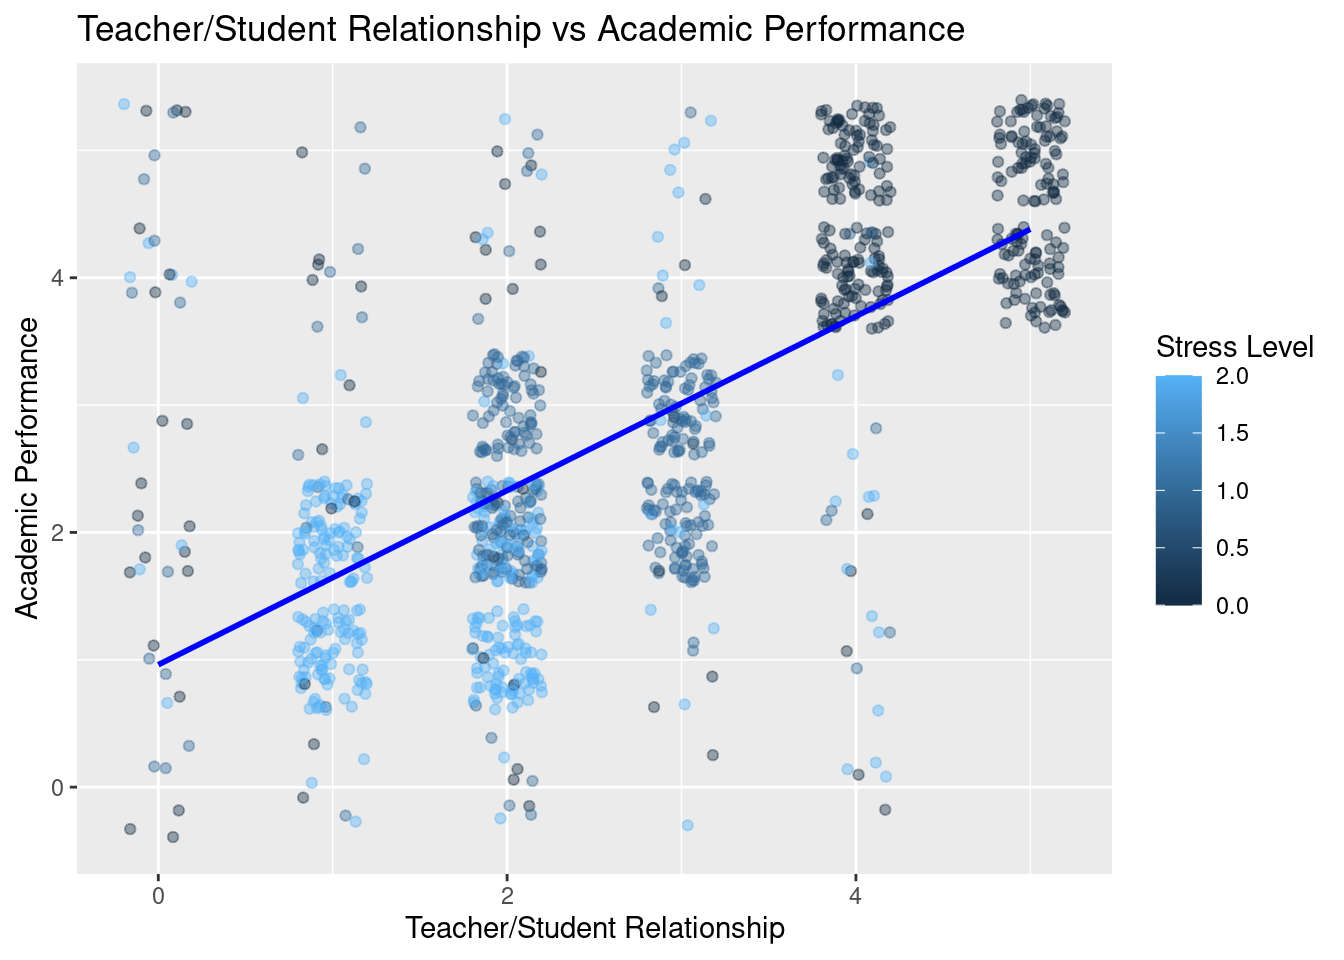 Teacher/Student Relationship vs Academic Performance
Academic Performance
4
2
0
0
2
4
Teacher/Student Relationship
Stress Level
2.0
1.5
1.0
0.5
0.0